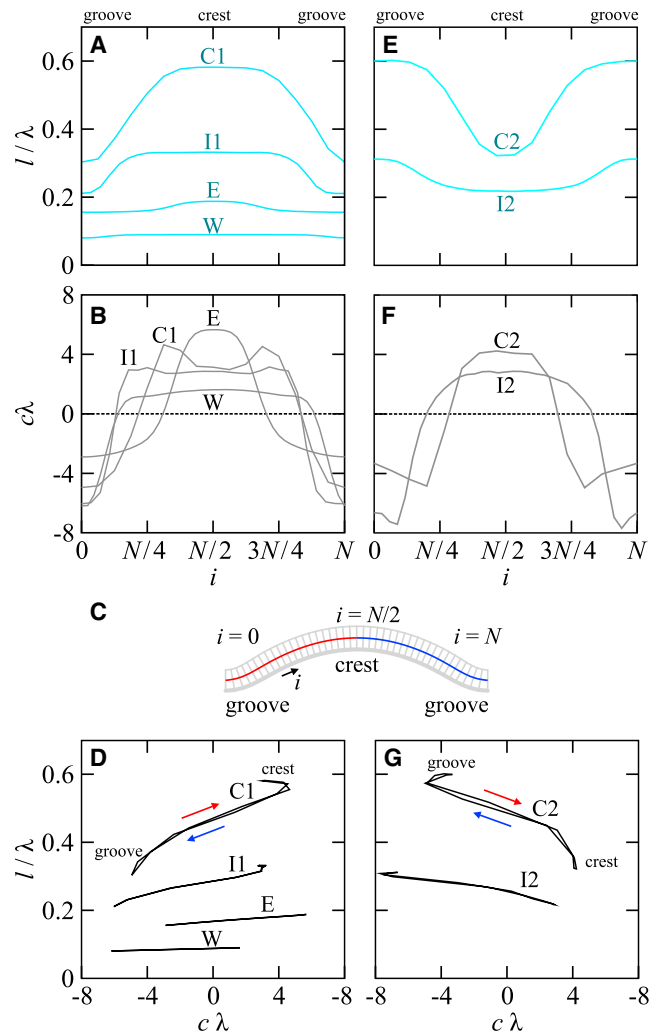 groove crest groove groove crest groove
A
E
0.6
0.4
0.2
0
l / λ
C1
I1
E
W
C2
I2
B
F
8
4
0
-4
-8
cλ
I1
C1
E
W
C2
I2
0 N/4 N/2 3N/4 N
i
0 N/4 N/2 3N/4 N
i
C
i = 0
i = N/2
i = N
crest
i
groove
groove
D
G
0.6
0.4
0.2
0
l / λ
crest
C1
groove
I1
E
W
groove
C2
crest
I2
-8 -4 0 4 -8 -4 0 4 -8
c λ
c λ